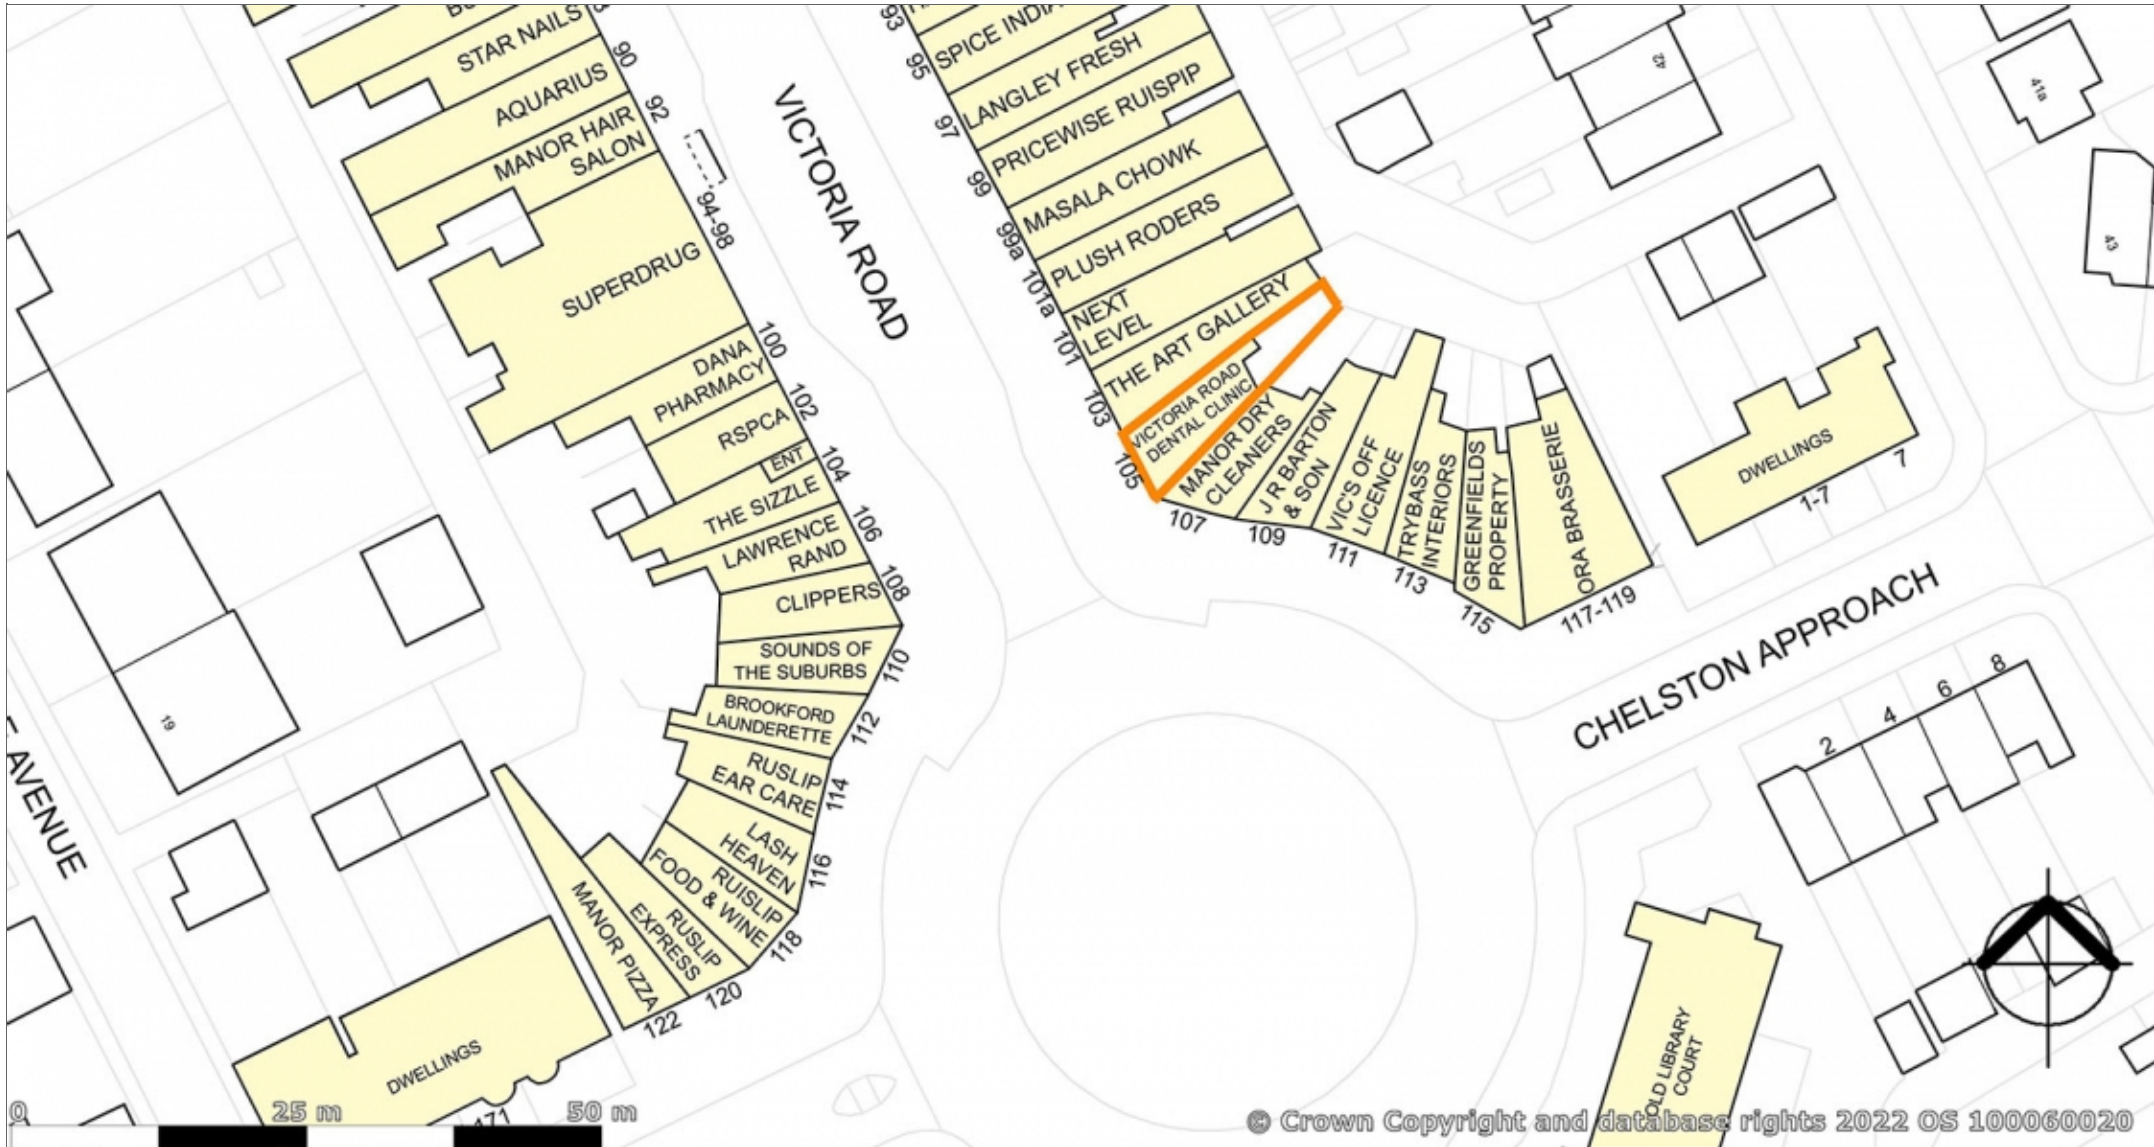 STAR NAILS
90
AQUARIUS
92
MANOR HAIR
SALON
94-98
SUPERDRUG
100
DANA
PHARMACY
102
RSPCA
ENT
104
THE SIZZLE
106
LAWRENCE
RAND
108
CLIPPERS
SOUNDS OF
THE SUBURBS
110
BROOKFORD
LAUNDERETTE
112
RUSLIP
EAR CARE
114
LASH
HEAVEN
116
RUISLIP
FOOD & WINE
118
RUSLIP
EXPRESS
120
MANOR PIZZA
122
DWELLINGS
171
19
AVENUE
VICTORIA ROAD
93
SPICE INDIA
95
LANGLEY FRESH
97
PRICEWISE RUISPIP
99
MASALA CHOWK
99a
PLUSH RODERS
101a
NEXT
LEVEL
101
THE ART GALLERY
103
VICTORIA ROAD
DENTAL CLINIC
105
MANOR DRY
CLEANERS
107
J R BARTON
& SON
109
VIC'S OFF
LICENCE
111
TRYBASS
INTERIORS
113
GREENFIELDS
PROPERTY
115
ORA BRASSERIE
117-119
DWELLINGS
1-7
7
42
41a
43
CHELSTON APPROACH
2
4
6
8
OLD LIBRARY
COURT
0 25 m 50 m
© Crown Copyright and database rights 2022 OS 100060020